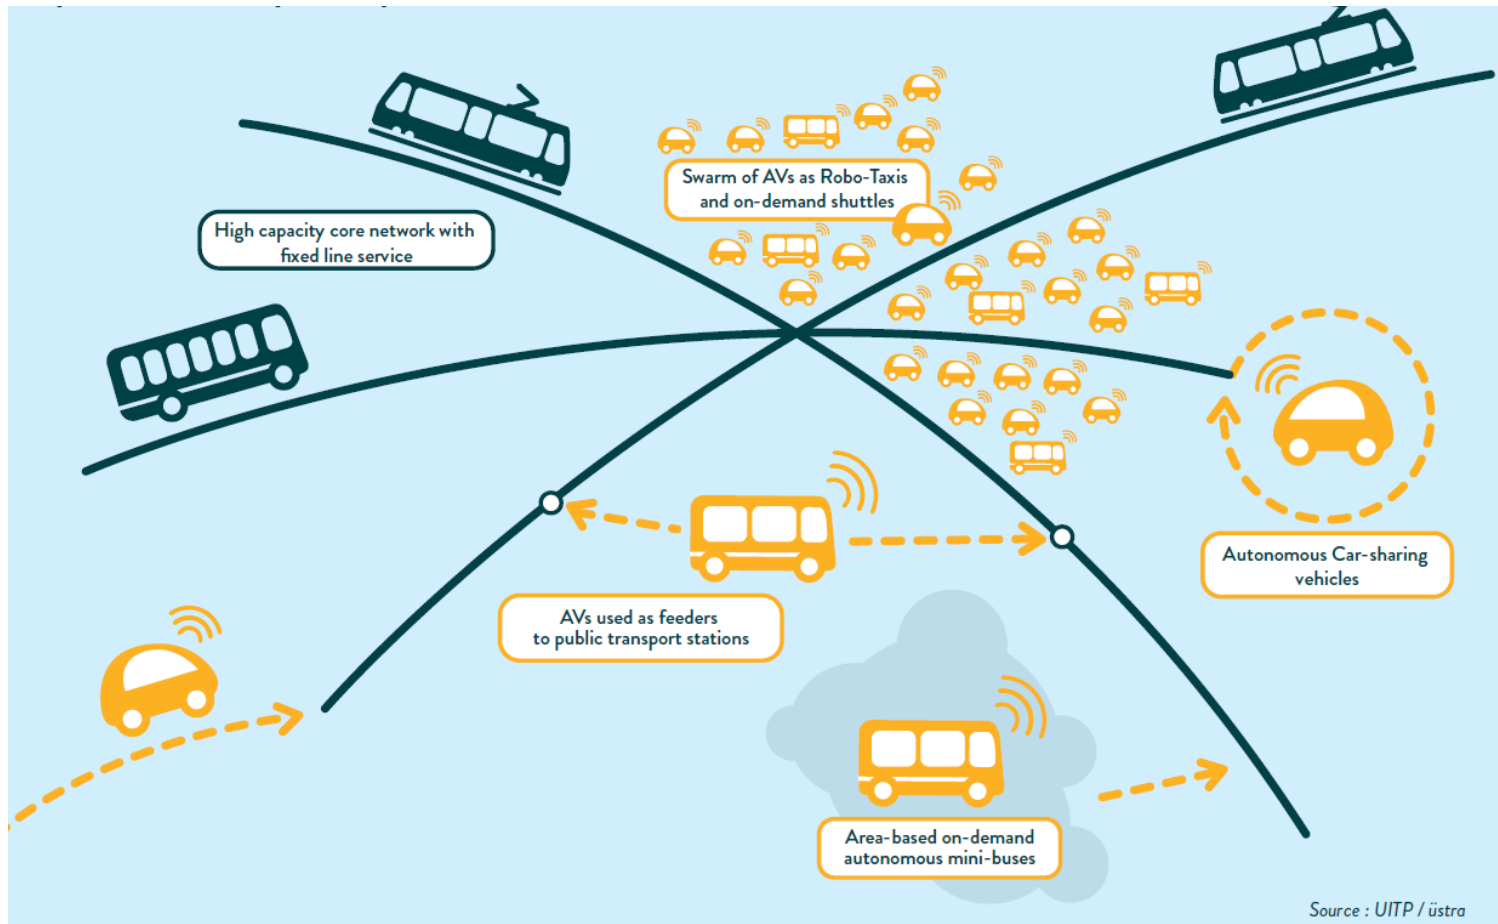 Swarm of AVs as Robo-Taxis
and on-demand shuttles
High capacity core network with
fixed line service
Autonomous Car-sharing
vehicles
AVs used as feeders
to public transport stations
Area-based on-demand
autonomous mini-buses
Source : UITP / üstra